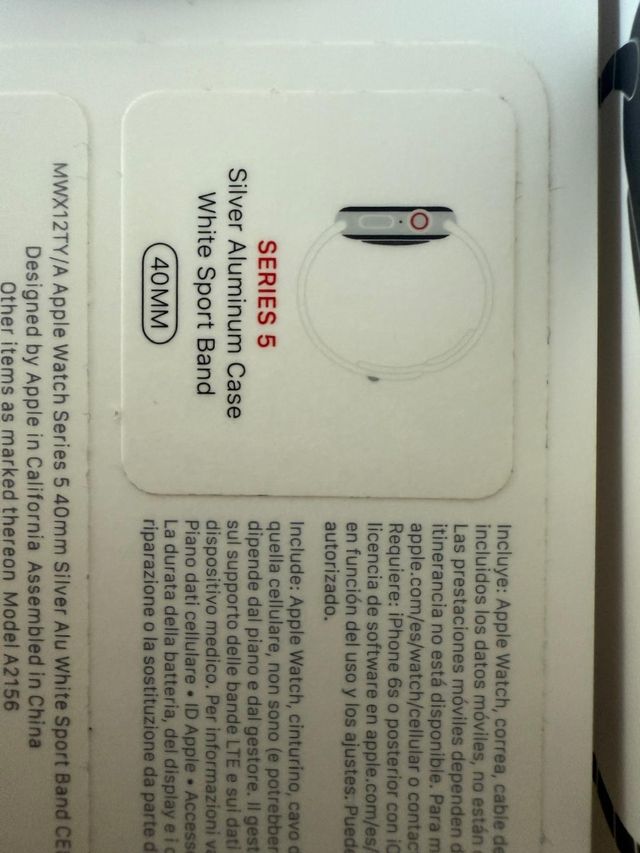 SERIES 5
Silver Aluminum Case
White Sport Band
40MM
MWX12TY/A Apple Watch Series 5 40mm Silver Alu White Sport Band
Designed by Apple in California Assembled in China
Other items as marked thereon Model A2156
Incluye: Apple Watch, correa, cable
incluidos los datos móviles, no están
Las prestaciones móviles dependen
itinerancia no está disponible. Para
apple.com/es/watch/cellular o
Requiere: iPhone 6s o posterior con
licencia de software en apple.com/es/
en función del uso y los ajustes.
autorizado.
Include: Apple Watch, cinturino, cavo
quella cellulare, non sono (e
dipende dal piano e dal gestore. Il
sul supporto delle bande LTE e sui dati
dispositivo medico. Per informazioni
Piano dati cellulare • ID Apple •
La durata della batteria, del display e i
riparazione o la sostituzione da parte